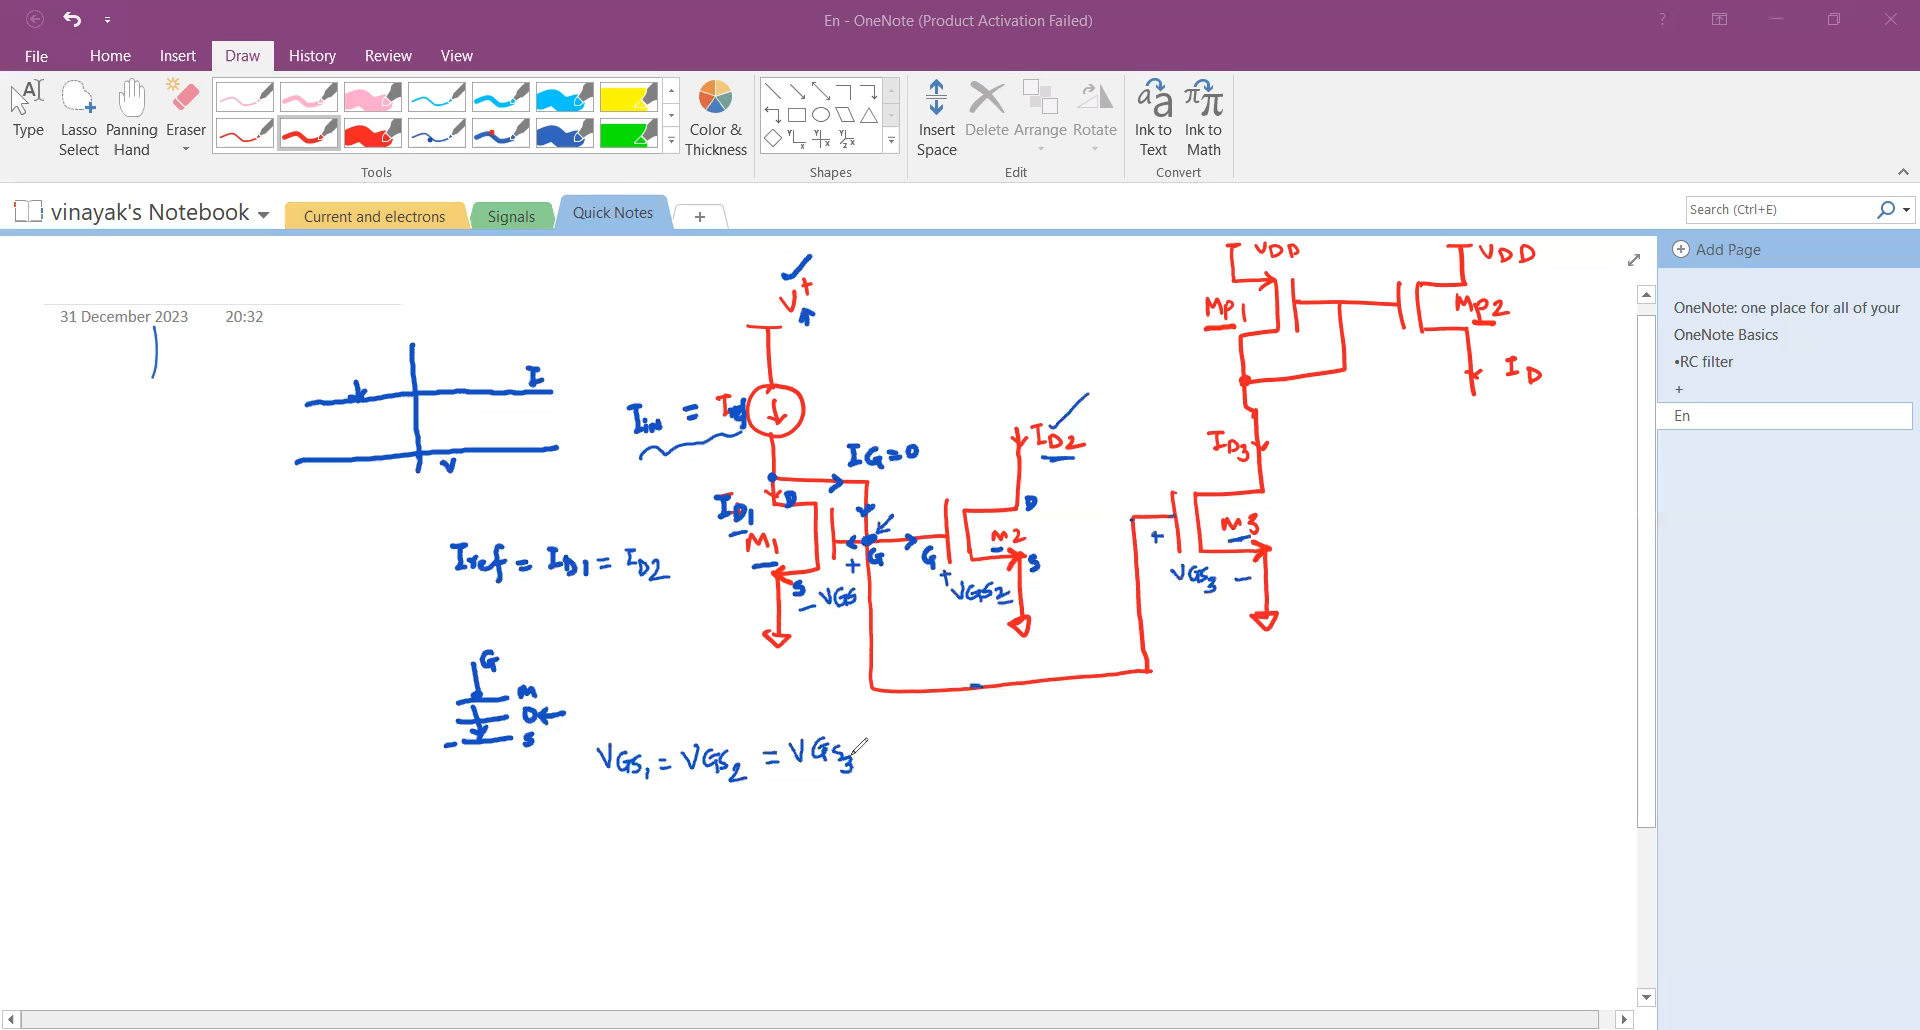 En - OneNote (Product Activation Failed)
File Home Insert Draw History Review View
Type
Lasso Select
Panning Hand
Eraser
Color & Thickness
Insert Space
Delete
Arrange
Rotate
Ink to Text
Ink to Math
Tools
Shapes
Edit
Convert
vinayak's Notebook
Current and electrons
Signals
Quick Notes
Search (Ctrl+E)
Add Page
OneNote: one place for all of your
OneNote Basics
•RC filter
+
En
31 December 2023 20:32
V+
VDD
VDD
MP1
MP2
ID
I
V
Iin =
IG=0
ID2
ID3
ID1
D
M1
G
S
+
- VGS
D
M2
G
S
+
VGS2
M3
+
VGS3 -
Iref = ID1 = ID2
G
M
O
S
-
VGS1 = VGS2 = VGS3